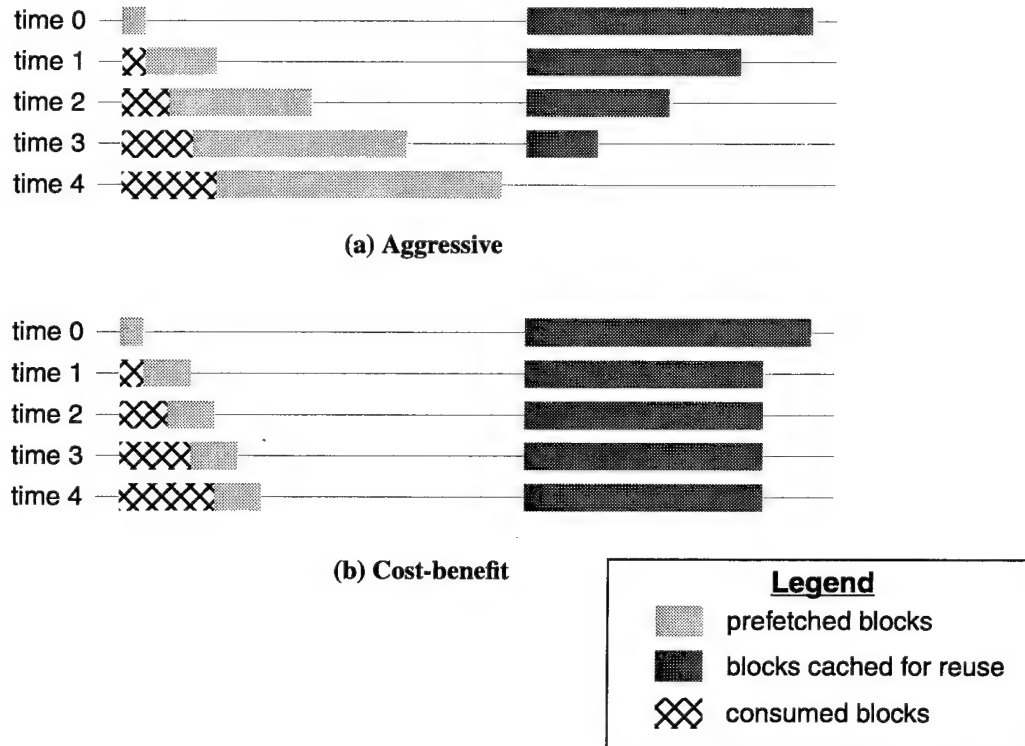 time 0
time 1
time 2
time 3
time 4
(a) Aggressive
time 0
time 1
time 2
time 3
time 4
(b) Cost-benefit
Legend
prefetched blocks
blocks cached for reuse
consumed blocks